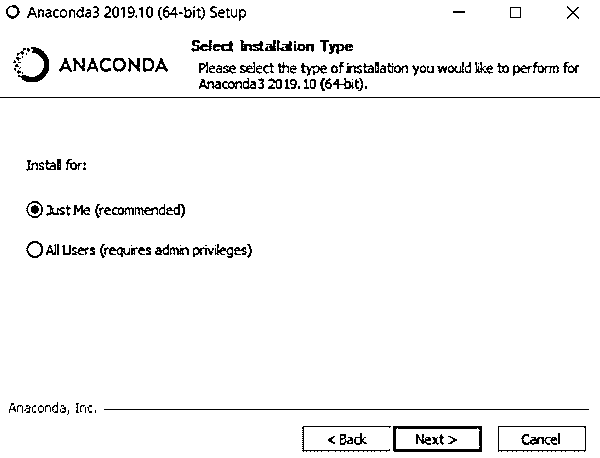 Anaconda3 2019.10 (64-bit) Setup
Select Installation Type
ANACONDA
Please select the type of installation you would like to perform for
Anaconda3 2019.10 (64-bit).
Install for:
Just Me (recommended)
All Users (requires admin privileges)
Anaconda, Inc.
< Back Next > Cancel